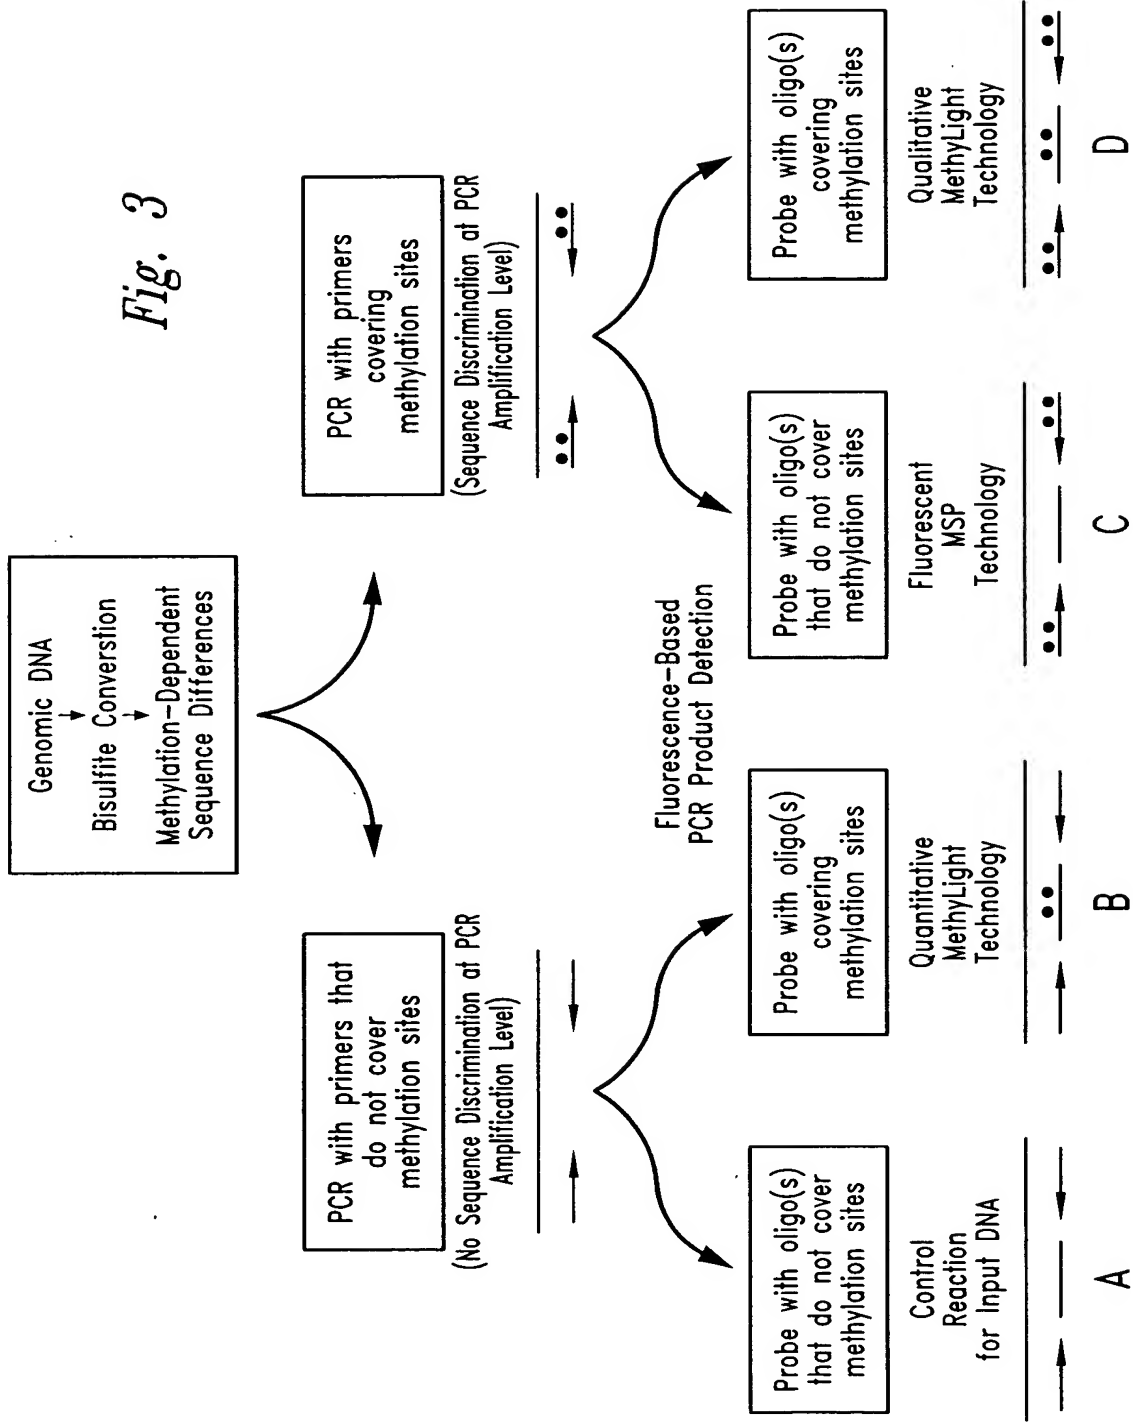 Fig. 3
Genomic DNA
Bisulfite Converstion
Methylation-Dependent
Sequence Differences
PCR with primers that
do not cover
methylation sites
(No Sequence Discrimination at PCR
Amplification Level)
PCR with primers
covering
methylation sites
(Sequence Discrimination at PCR
Amplification Level)
Fluorescence-Based
PCR Product Detection
Probe with oligo(s)
that do not cover
methylation sites
Control
Reaction
for Input DNA
A
Probe with oligo(s)
covering
methylation sites
Quantitative
MethyLight
Technology
B
Probe with oligo(s)
that do not cover
methylation sites
Fluorescent
MSP
Technology
C
Probe with oligo(s)
covering
methylation sites
Qualitative
MethyLight
Technology
D